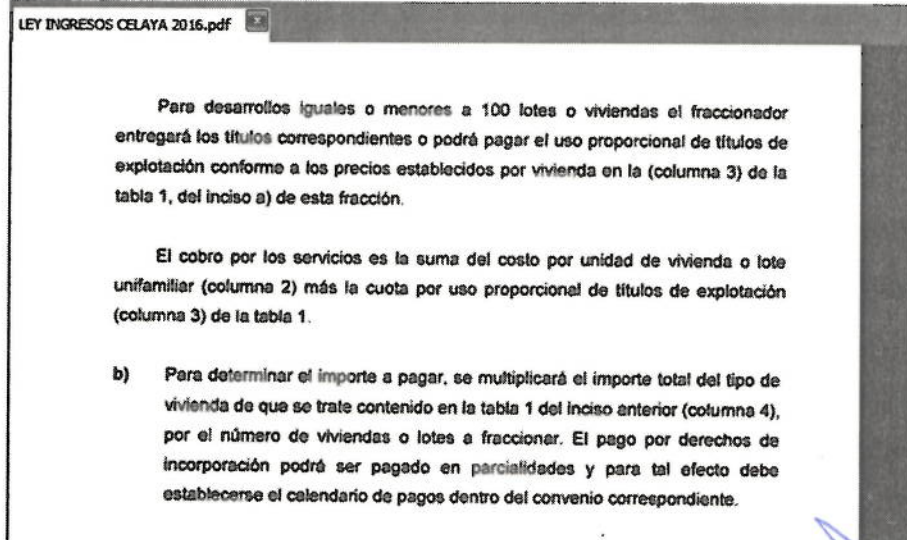 LEY INGRESOS CELAYA 2016.pdf
Para desarrollos iguales o menores a 100 lotes o viviendas el fraccionador
entregará los títulos correspondientes o podrá pagar el uso proporcional de títulos de
explotación conforme a los precios establecidos por vivienda en la (columna 3) de la
tabla 1, del inciso a) de esta fracción.
El cobro por los servicios es la suma del costo por unidad de vivienda o lote
unifamiliar (columna 2) más la cuota por uso proporcional de títulos de explotación
(columna 3) de la tabla 1.
b) Para determinar el importe a pagar, se multiplicará el importe total del tipo de
vivienda de que se trate contenido en la tabla 1 del inciso anterior (columna 4),
por el número de viviendas o lotes a fraccionar. El pago por derechos de
incorporación podrá ser pagado en parcialidades y para tal efecto debe
establecerse el calendario de pagos dentro del convenio correspondiente.